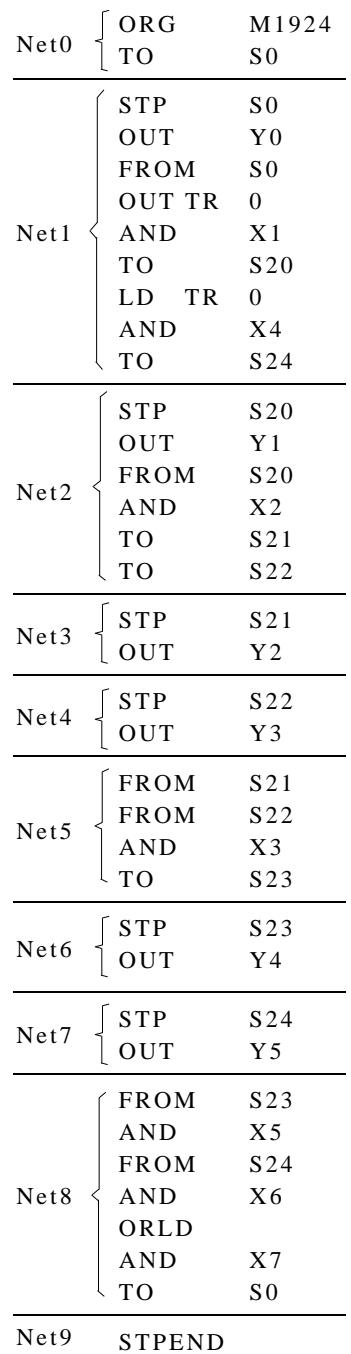 Net0 ORG M1924
TO S0
STP S0
OUT Y0
FROM S0
OUT TR 0
Net1 AND X1
TO S20
LD TR 0
AND X4
TO S24
STP S20
OUT Y1
Net2 FROM S20
AND X2
TO S21
TO S22
Net3 STP S21
OUT Y2
Net4 STP S22
OUT Y3
FROM S21
Net5 FROM S22
AND X3
TO S23
Net6 STP S23
OUT Y4
Net7 STP S24
OUT Y5
FROM S23
AND X5
FROM S24
Net8 AND X6
ORLD
AND X7
TO S0
Net9 STPEND